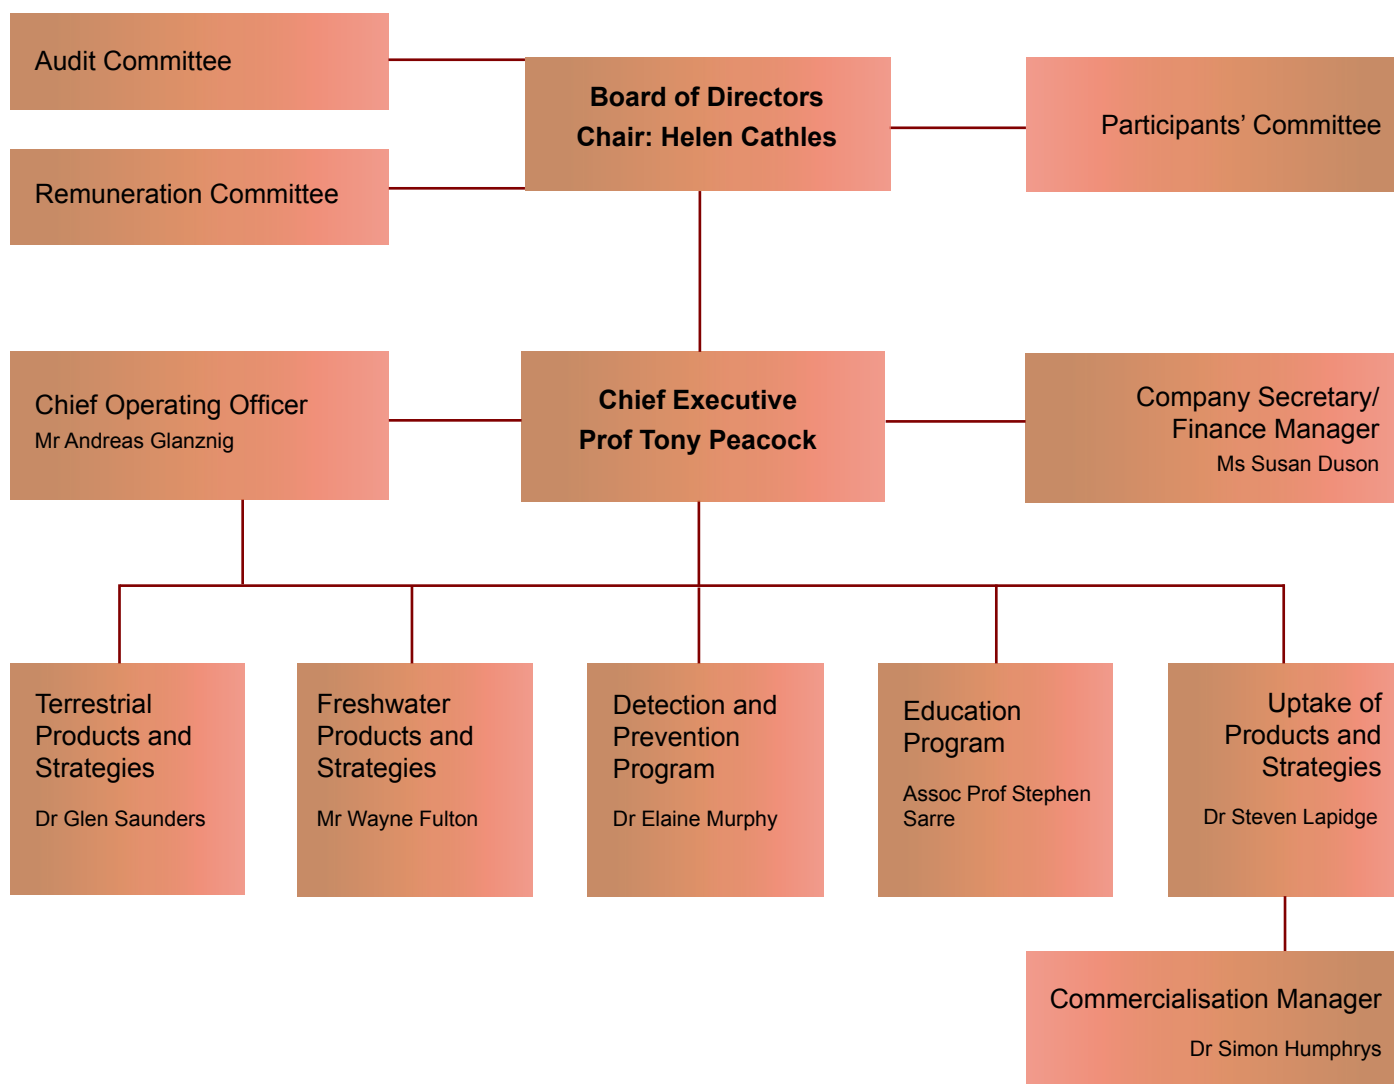 Audit Committee
Board of Directors
Chair: Helen Cathles
Participants’ Committee
Remuneration Committee
Chief Operating Officer
Mr Andreas Glanznig
Chief Executive
Prof Tony Peacock
Company Secretary/
Finance Manager
Ms Susan Duson
Terrestrial
Products and
Strategies
Dr Glen Saunders
Freshwater
Products and
Strategies
Mr Wayne Fulton
Detection and
Prevention
Program
Dr Elaine Murphy
Education
Program
Assoc Prof Stephen
Sarre
Uptake of
Products and
Strategies
Dr Steven Lapidge
Commercialisation Manager
Dr Simon Humphrys